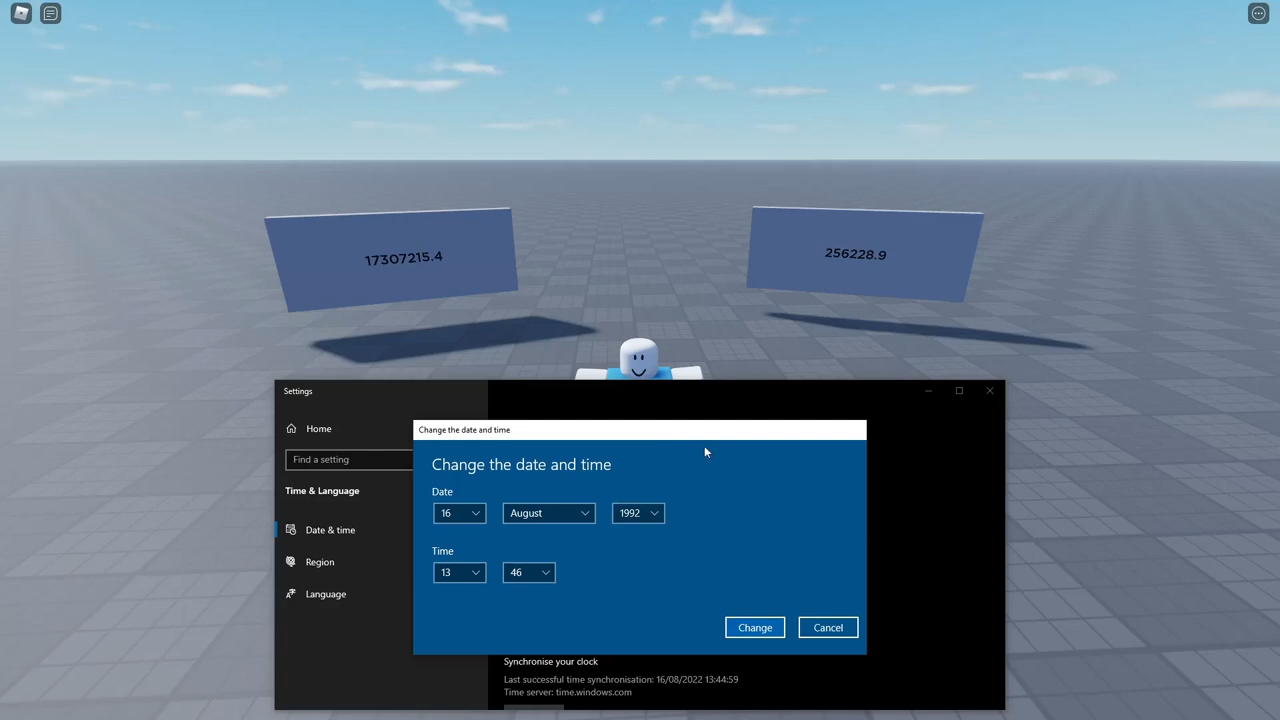 17307215.4
256228.9
Settings
Home
Find a setting
Time & Language
Date & time
Region
Language
Change the date and time
Change the date and time
Date
16 August 1992
Time
13 46
Change Cancel
Synchronise your clock
Last successful time synchronisation: 16/08/2022 13:44:59
Time server: time.windows.com